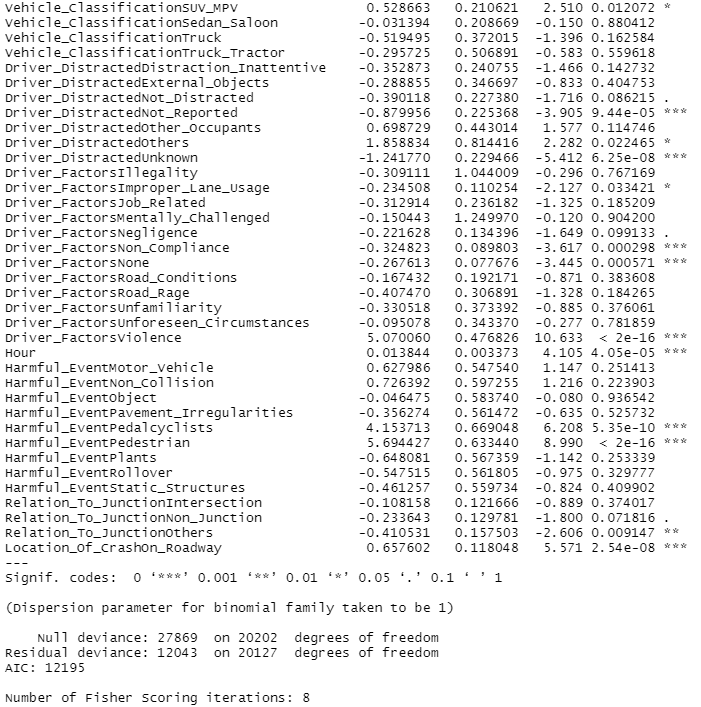 Vehicle_ClassificationSUV_MPV 0.528663 0.210621 2.510 0.012072 *
Vehicle_ClassificationSedan_Saloon -0.031394 0.208669 -0.150 0.880412
Vehicle_ClassificationTruck -0.519495 0.372015 -1.396 0.162584
Vehicle_ClassificationTruck_Tractor -0.295725 0.506891 -0.583 0.559618
Driver_DistractedDistraction_Inattentive -0.352873 0.240755 -1.466 0.142732
Driver_DistractedExternal_Objects -0.288855 0.346697 -0.833 0.404753
Driver_DistractedNot_Distracted -0.390118 0.227380 -1.716 0.086215 .
Driver_DistractedNot_Reported -0.879956 0.225368 -3.905 9.44e-05 ***
Driver_DistractedOther_Occupants 0.698729 0.443014 1.577 0.114746
Driver_DistractedOthers 1.858834 0.814416 2.282 0.022465 *
Driver_DistractedUnknown -1.241770 0.229466 -5.412 6.25e-08 ***
Driver_FactorsIllegality -0.309111 1.044009 -0.296 0.767169
Driver_FactorsImproper_Lane_Usage -0.234508 0.110254 -2.127 0.033421 *
Driver_FactorsJob_Related -0.312914 0.236182 -1.325 0.185209
Driver_FactorsMentally_Challenged -0.150443 1.249970 -0.120 0.904200
Driver_FactorsNegligence -0.221628 0.134396 -1.649 0.099133 .
Driver_FactorsNon_Compliance -0.324823 0.089803 -3.617 0.000298 ***
Driver_FactorsNone -0.267613 0.077676 -3.445 0.000571 ***
Driver_FactorsRoad_Conditions -0.167432 0.192171 -0.871 0.383608
Driver_FactorsRoad_Rage -0.407470 0.306891 -1.328 0.184265
Driver_FactorsUnfamiliarity -0.330518 0.373392 -0.885 0.376061
Driver_FactorsUnforeseen_Circumstances -0.095078 0.343370 -0.277 0.781859
Driver_FactorsViolence 5.070060 0.476826 10.633 < 2e-16 ***
Hour 0.013844 0.003373 4.105 4.05e-05 ***
Harmful_EventMotor_Vehicle 0.627986 0.547540 1.147 0.251413
Harmful_EventNon_Collision 0.726392 0.597255 1.216 0.223903
Harmful_EventObject -0.046475 0.583740 -0.080 0.936542
Harmful_EventPavement_Irregularities -0.356274 0.561472 -0.635 0.525732
Harmful_EventPedalcyclists 4.153713 0.669048 6.208 5.35e-10 ***
Harmful_EventPedestrian 5.694427 0.633440 8.990 < 2e-16 ***
Harmful_EventPlants -0.648081 0.567359 -1.142 0.253339
Harmful_EventRollover -0.547515 0.561805 -0.975 0.329777
Harmful_EventStatic_Structures -0.461257 0.559734 -0.824 0.409902
Relation_To_JunctionIntersection -0.108158 0.121666 -0.889 0.374017
Relation_To_JunctionNon_Junction -0.233643 0.129781 -1.800 0.071816 .
Relation_To_JunctionOthers -0.410531 0.157503 -2.606 0.009147 **
Location_Of_CrashOn_Roadway 0.657602 0.118048 5.571 2.54e-08 ***
---
Signif. codes: 0 ‘***’ 0.001 ‘**’ 0.01 ‘*’ 0.05 ‘.’ 0.1 ‘ ’ 1
(Dispersion parameter for binomial family taken to be 1)
Null deviance: 27869 on 20202 degrees of freedom
Residual deviance: 12043 on 20127 degrees of freedom
AIC: 12195
Number of Fisher Scoring iterations: 8